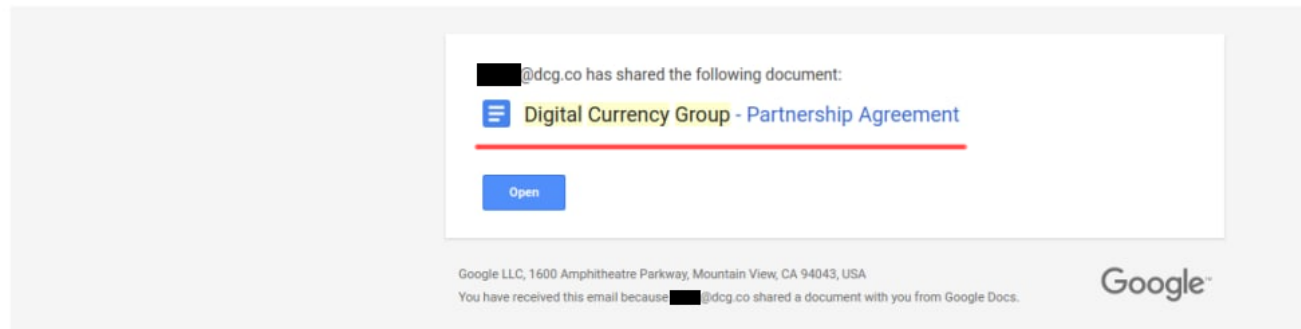 @dcg.co has shared the following document:
Digital Currency Group - Partnership Agreement
Open
Google LLC, 1600 Amphitheatre Parkway, Mountain View, CA 94043, USA
You have received this email because @dcg.co shared a document with you from Google Docs.
Google™